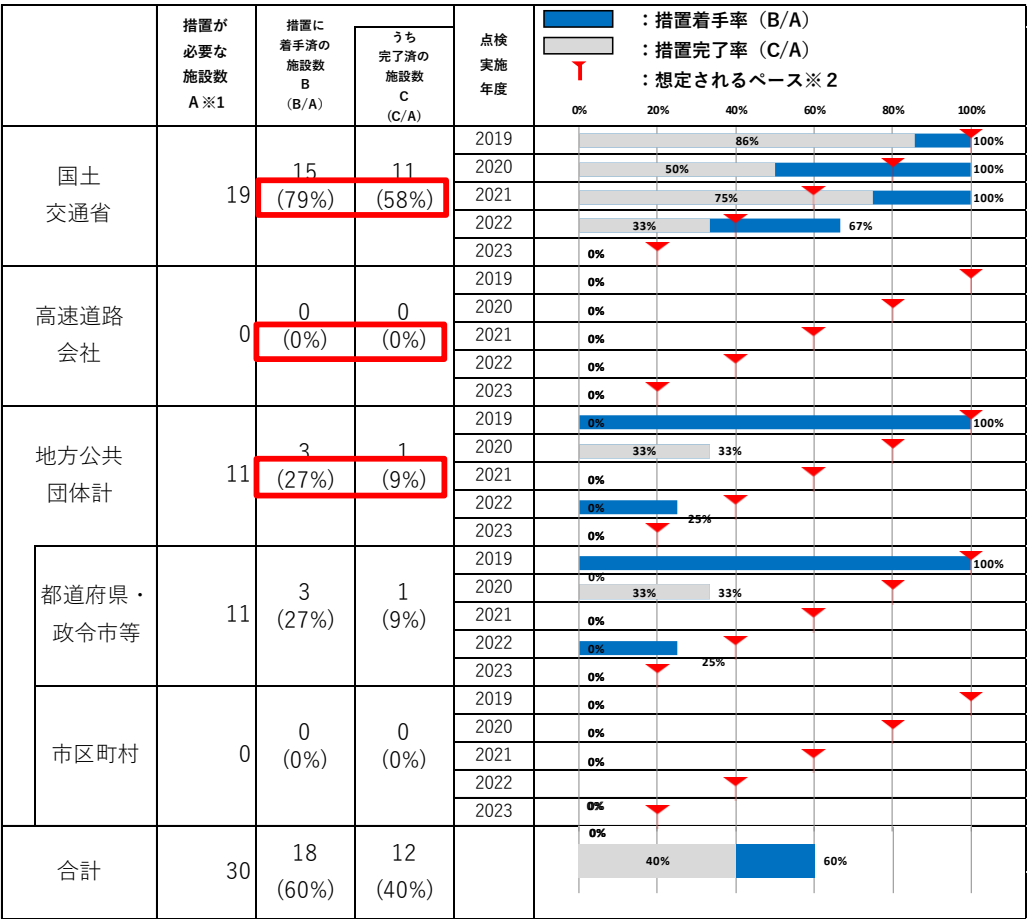 措置が
必要な
施設数
A ※1
措置に
着手済の
施設数
B
(B/A)
うち
完了済の
施設数
C
(C/A)
点検
実施
年度
：措置着手率（B/A）
：措置完了率（C/A）
：想定されるペース※２
0% 20% 40% 60% 80% 100%
国土
交通省
19
15
(79%)
11
(58%)
2019 86% 100%
2020 50% 100%
2021 75% 100%
2022 33% 67%
2023 0%
高速道路
会社
0
0
(0%)
0
(0%)
2019 0%
2020 0%
2021 0%
2022 0%
2023 0%
地方公共
団体計
11
3
(27%)
1
(9%)
2019 0% 100%
2020 33% 33%
2021 0%
2022 0% 25%
2023 0%
都道府県・
政令市等
11
3
(27%)
1
(9%)
2019 0% 100%
2020 33% 33%
2021 0%
2022 0% 25%
2023 0%
市区町村
0
0
(0%)
0
(0%)
2019 0%
2020 0%
2021 0%
2022 0%
2023 0%
合計
30
18
(60%)
12
(40%)
40% 60%